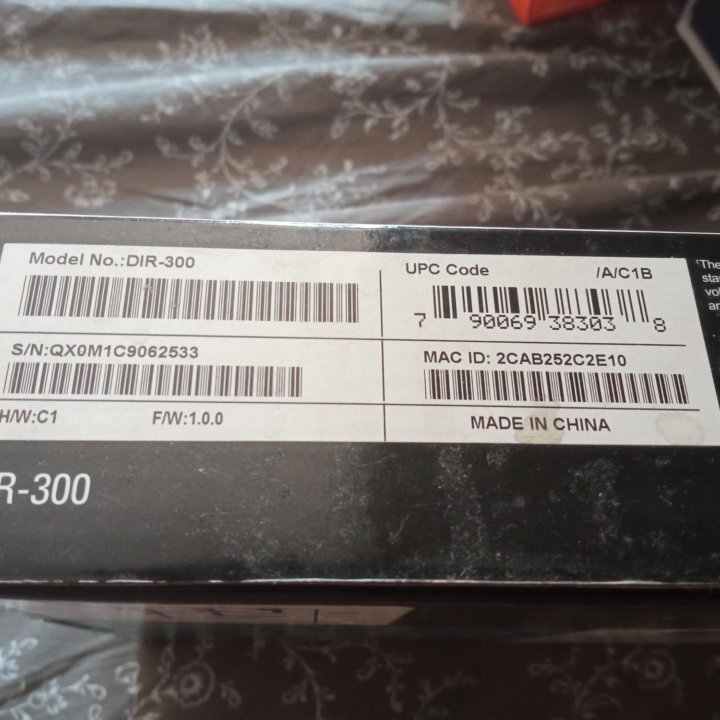 Model No.:DIR-300
UPC Code /A/C1B
7 90069 38303 8
S/N:QX0M1C9062533
MAC ID: 2CAB252C2E10
H/W:C1 F/W:1.0.0
MADE IN CHINA
R-300
¹The